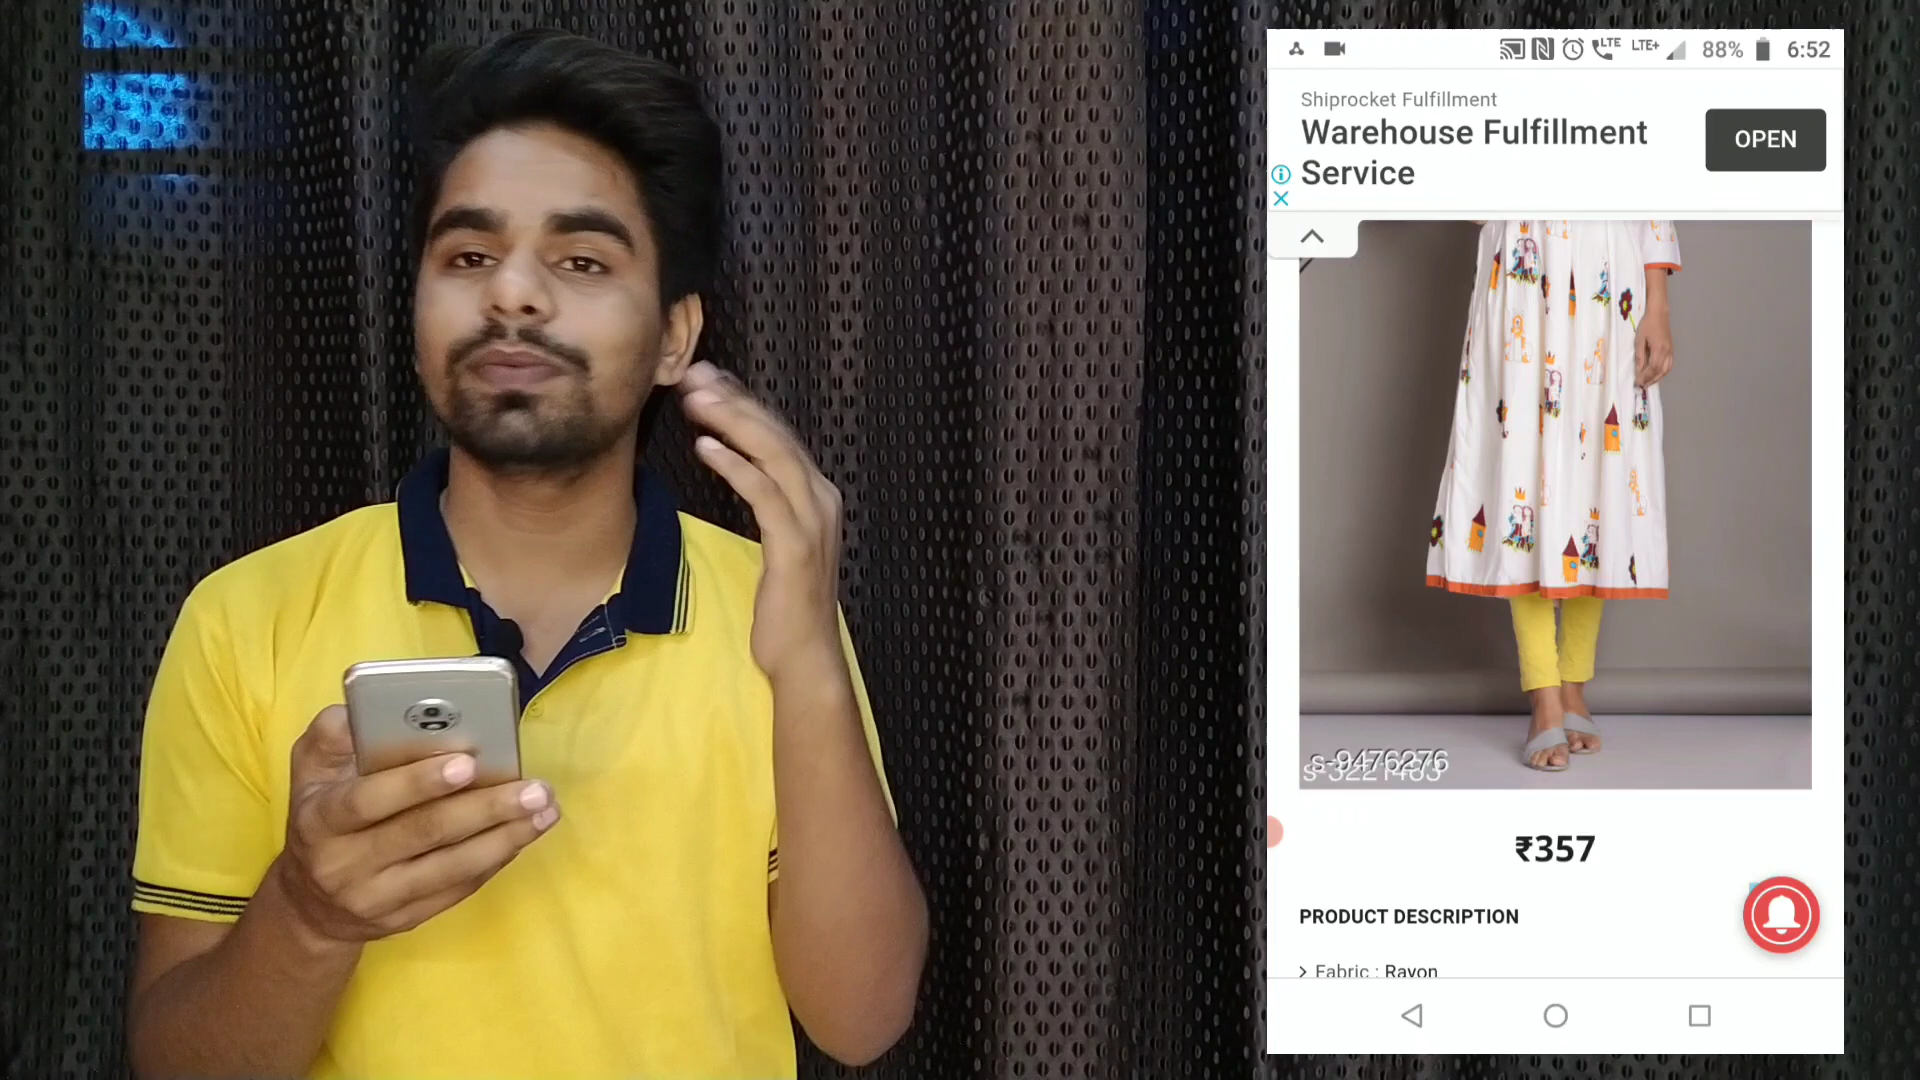 LTE LTE+ 88% 6:52
Shiprocket Fulfillment
Warehouse Fulfillment
Service
OPEN
s-9476276
₹357
PRODUCT DESCRIPTION
> Fabric : Rayon